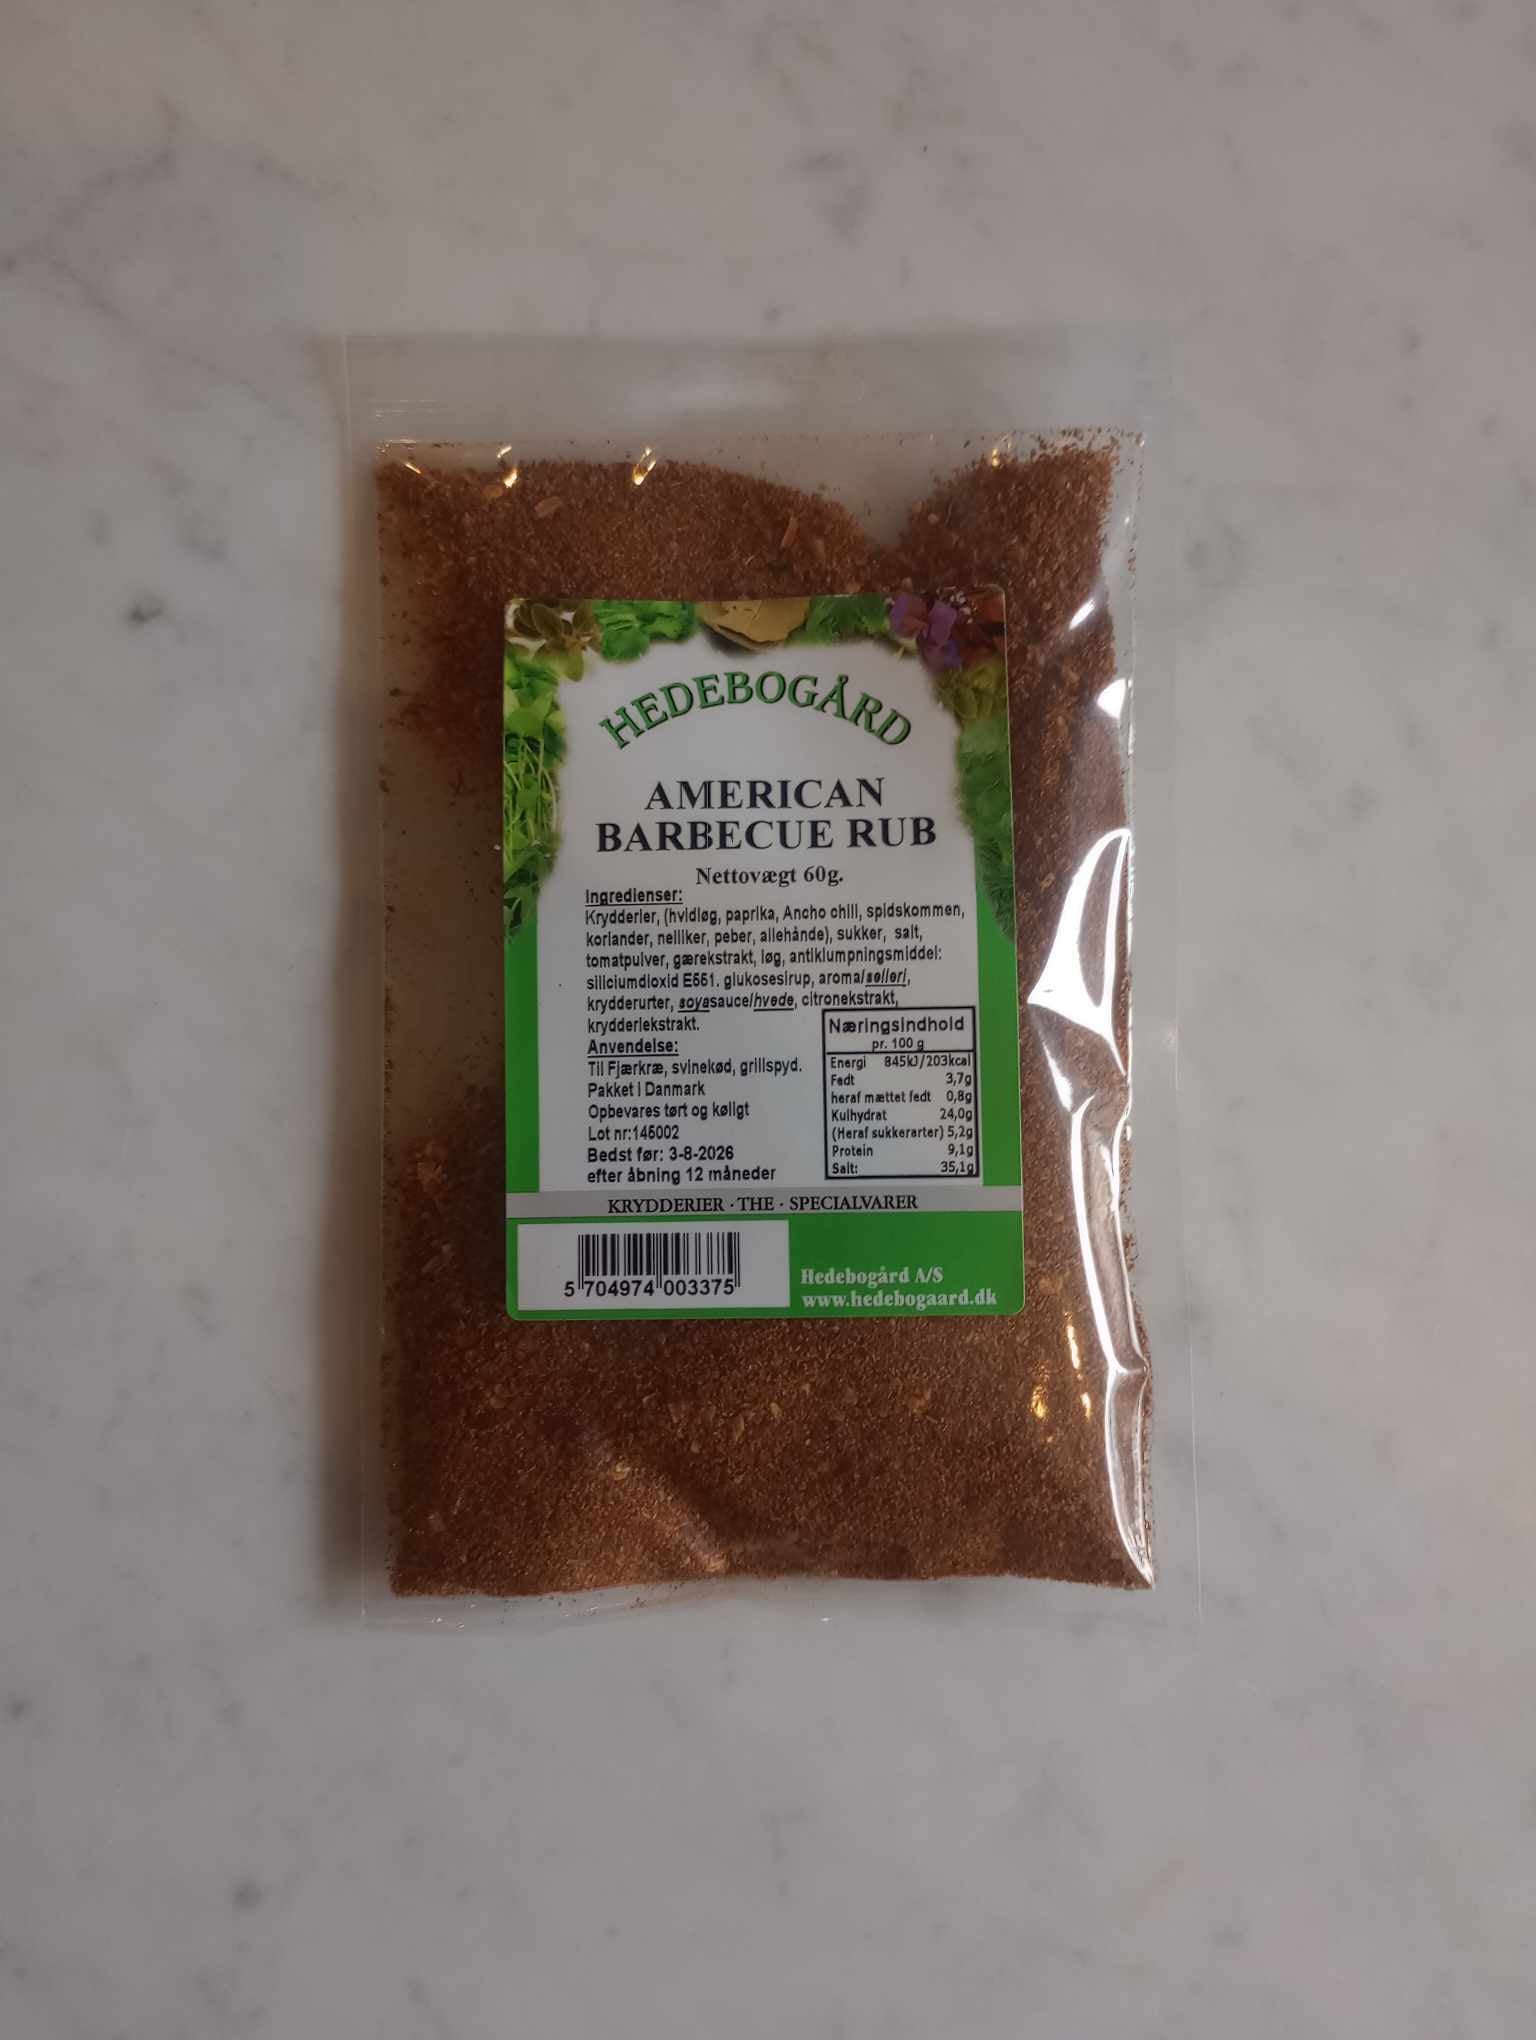 HEDEBOGÅRD
AMERICAN
BARBECUE RUB
Nettovægt 60g.
Ingredienser:
Krydderier, (hvidløg, paprika, Ancho chili, spidskommen,
koriander, nelliker, peber, allehånde), sukker, salt,
tomatpulver, gærekstrakt, løg, antiklumpningsmiddel:
siliciumdioxid E551. glukosesirup, aroma/selleri,
krydderurter, soyasauce/hvede, citronekstrakt,
krydderiekstrakt.
Anvendelse:
Til Fjærkræ, svinekød, grillspyd.
Pakket i Danmark
Opbevares tørt og køligt
Lot nr:145002
Bedst før: 3-8-2026
efter åbning 12 måneder
Næringsindhold
pr. 100 g
Energi 845kJ/203kcal
Fedt 3,7g
heraf mættet fedt 0,8g
Kulhydrat 24,0g
(Heraf sukkerarter) 5,2g
Protein 9,1g
Salt: 35,1g
KRYDDERIER · THE · SPECIALVARER
5 704974 003375
Hedebogård A/S
www.hedebogaard.dk